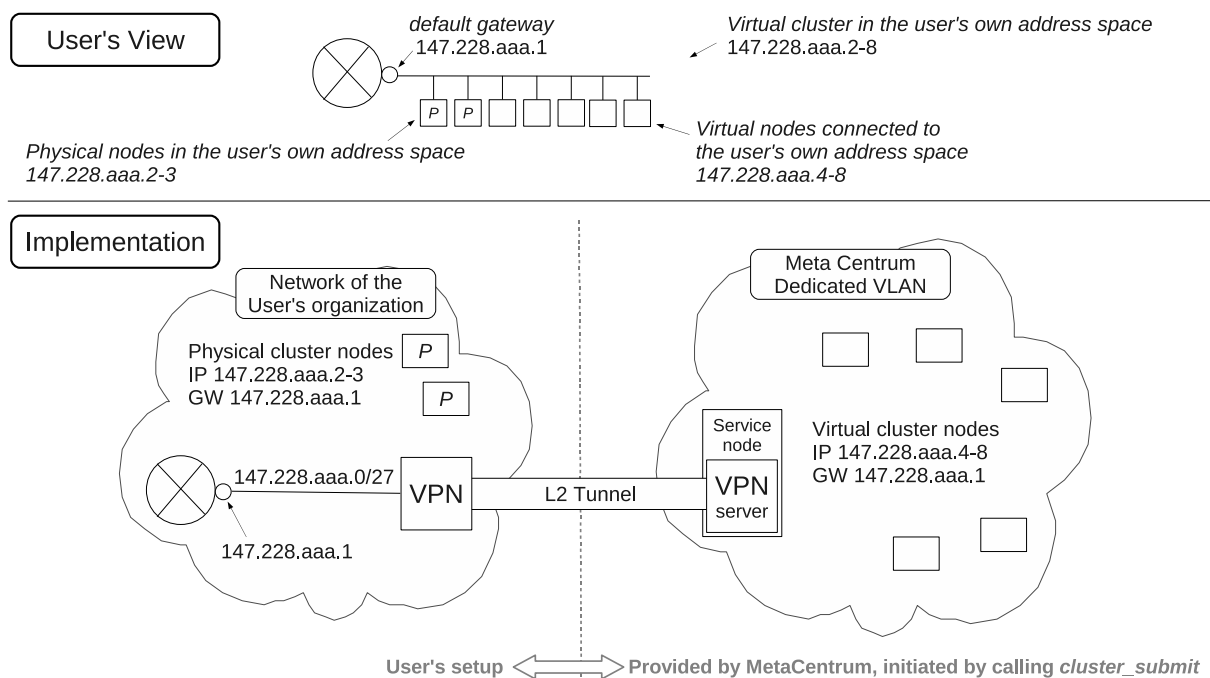 User's View
default gateway
147.228.aaa.1
Virtual cluster in the user's own address space
147.228.aaa.2-8
P
P
Physical nodes in the user's own address space
147.228.aaa.2-3
Virtual nodes connected to
the user's own address space
147.228.aaa.4-8
Implementation
Network of the
User's organization
Physical cluster nodes
IP 147.228.aaa.2-3
GW 147.228.aaa.1
P
P
147.228.aaa.0/27
147.228.aaa.1
VPN
L2 Tunnel
Meta Centrum
Dedicated VLAN
Service
node
VPN
server
Virtual cluster nodes
IP 147.228.aaa.4-8
GW 147.228.aaa.1
User's setup
Provided by MetaCentrum, initiated by calling cluster_submit